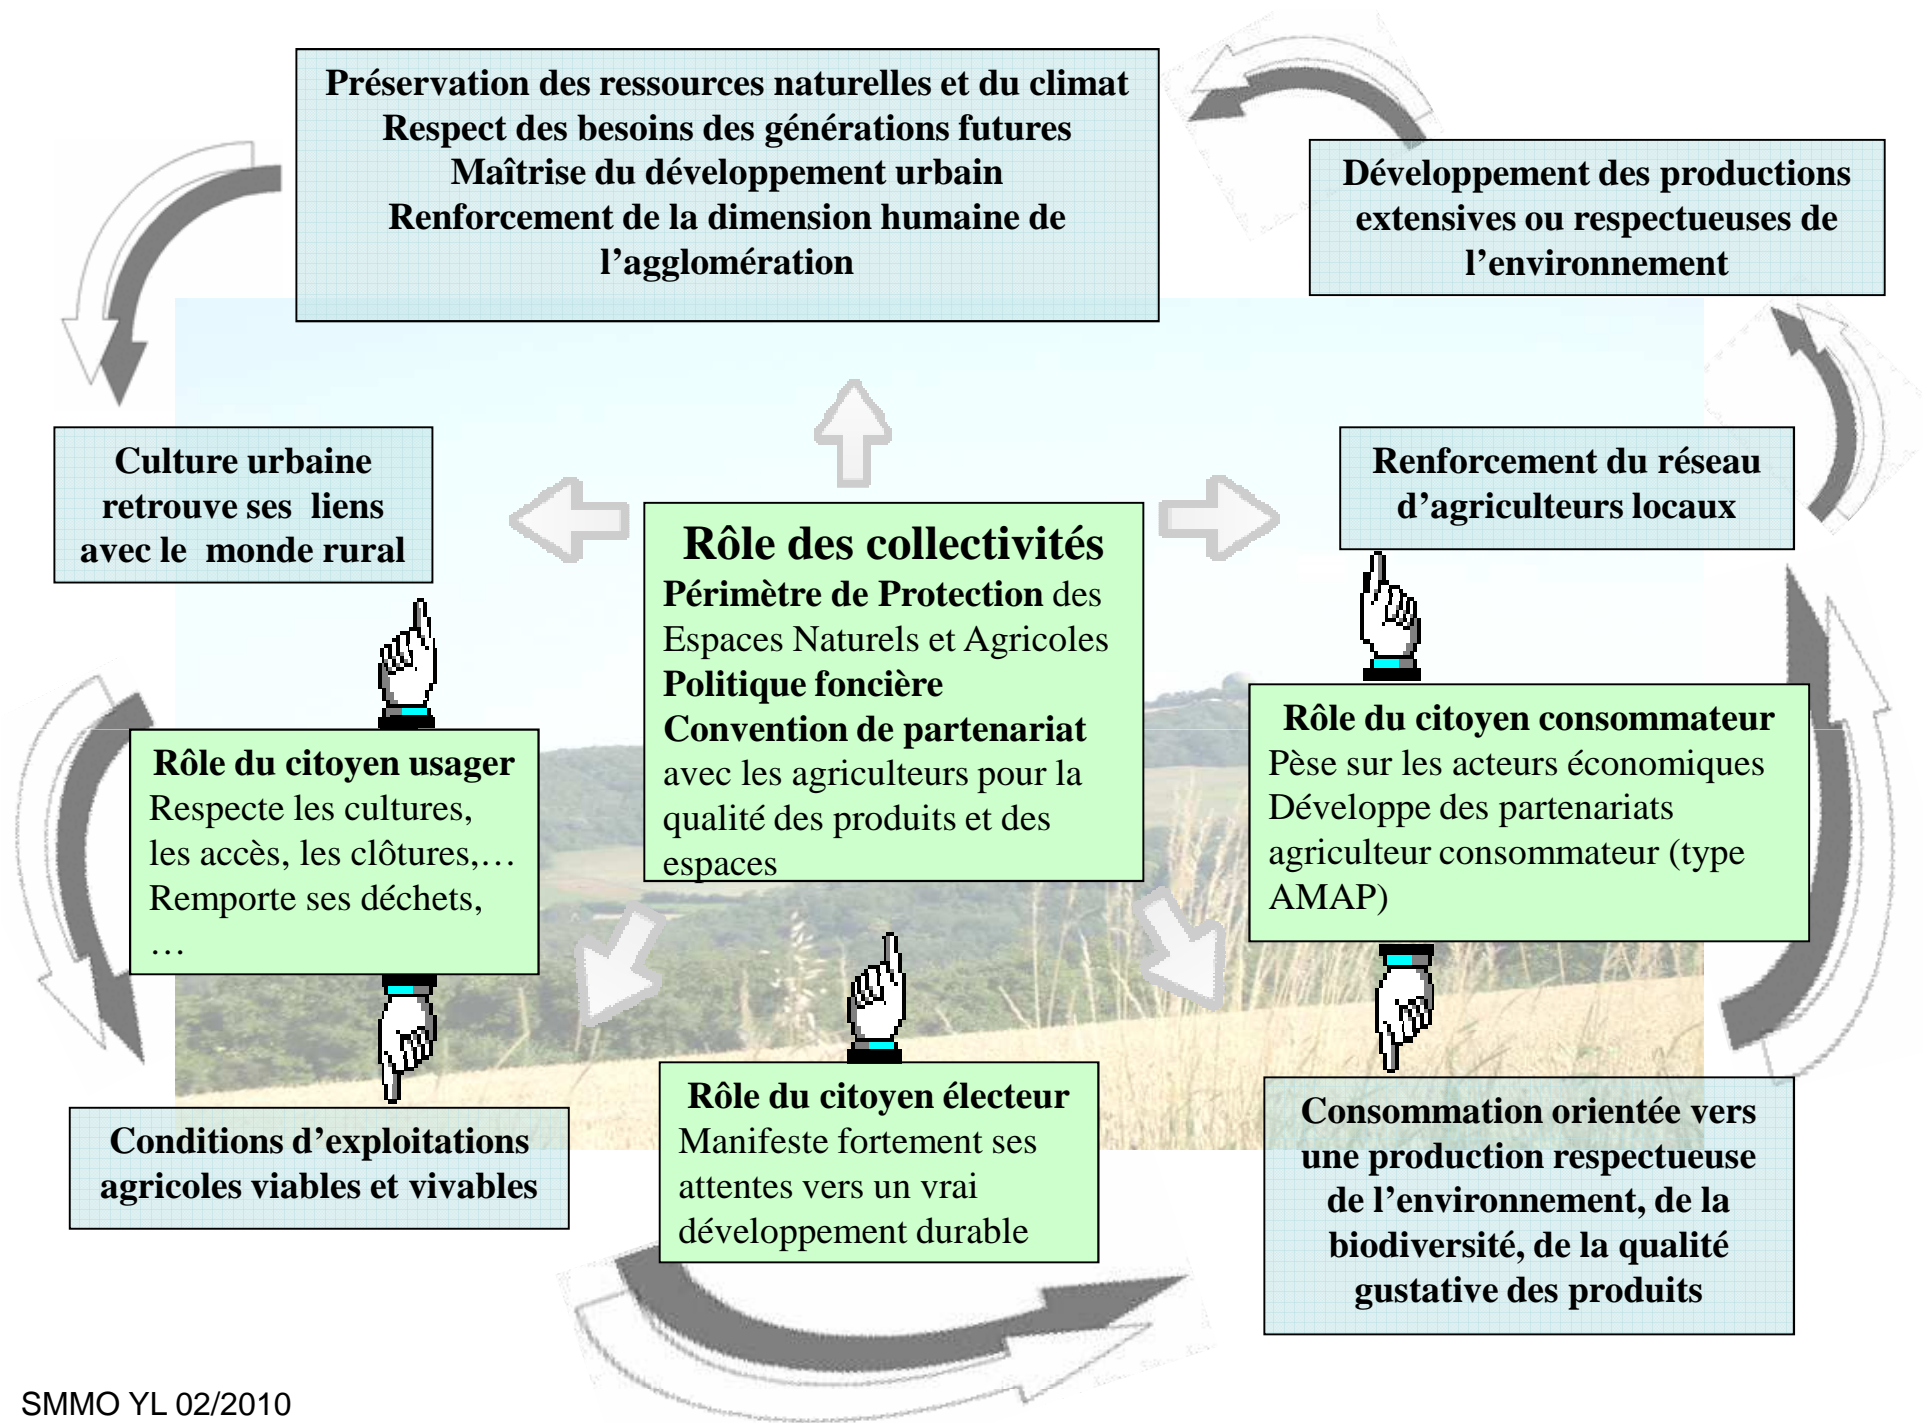 Préservation des ressources naturelles et du climat
Respect des besoins des générations futures
Maîtrise du développement urbain
Renforcement de la dimension humaine de
l’agglomération
Développement des productions
extensives ou respectueuses de
l’environnement
Culture urbaine
retrouve ses liens
avec le monde rural
Renforcement du réseau
d’agriculteurs locaux
Rôle des collectivités
Périmètre de Protection des
Espaces Naturels et Agricoles
Politique foncière
Convention de partenariat
avec les agriculteurs pour la
qualité des produits et des
espaces
Rôle du citoyen usager
Respecte les cultures,
les accès, les clôtures,…
Remporte ses déchets,
…
Rôle du citoyen consommateur
Pèse sur les acteurs économiques
Développe des partenariats
agriculteur consommateur (type
AMAP)
Conditions d’exploitations
agricoles viables et vivables
Rôle du citoyen électeur
Manifeste fortement ses
attentes vers un vrai
développement durable
Consommation orientée vers
une production respectueuse
de l’environnement, de la
biodiversité, de la qualité
gustative des produits
SMMO YL 02/2010